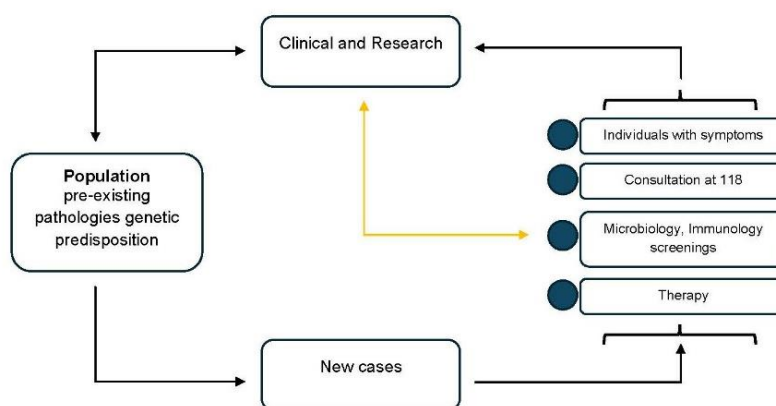 Clinical and Research
Individuals with symptoms
Population
pre-existing
pathologies genetic
predisposition
Consultation at 118
Microbiology, Immunology
screenings
Therapy
New cases